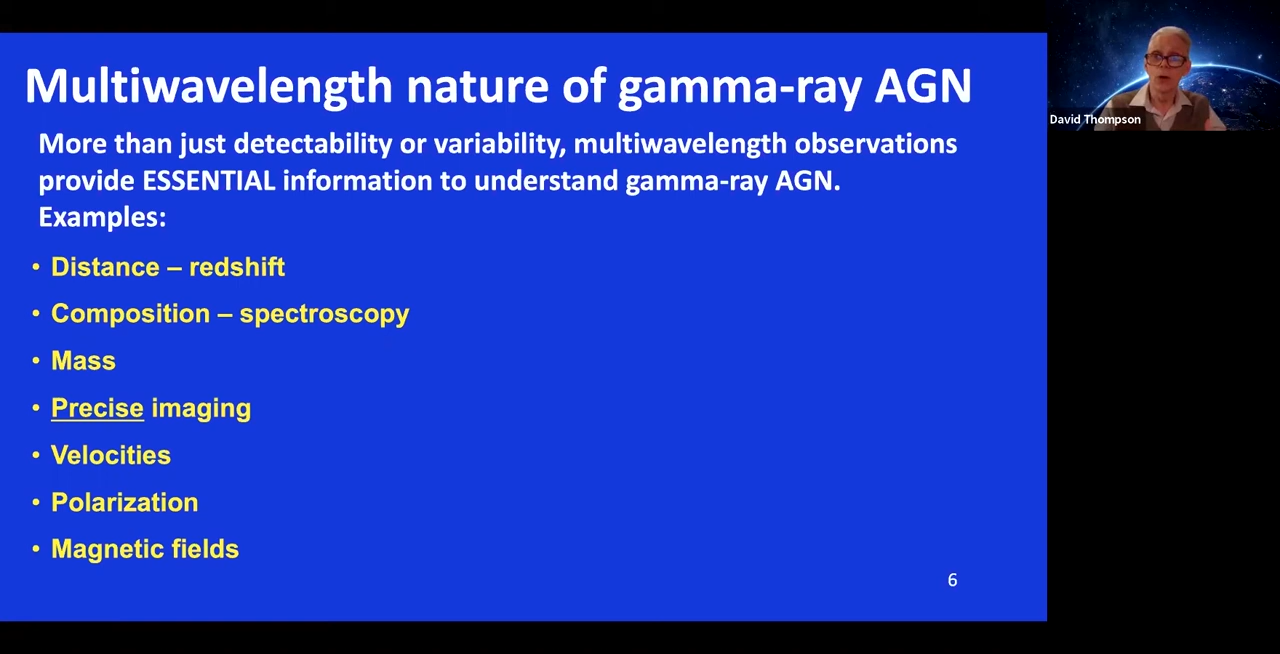 Multiwavelength nature of gamma-ray AGN
More than just detectability or variability, multiwavelength observations
provide ESSENTIAL information to understand gamma-ray AGN.
Examples:
• Distance – redshift
• Composition – spectroscopy
• Mass
• Precise imaging
• Velocities
• Polarization
• Magnetic fields
6
David Thompson